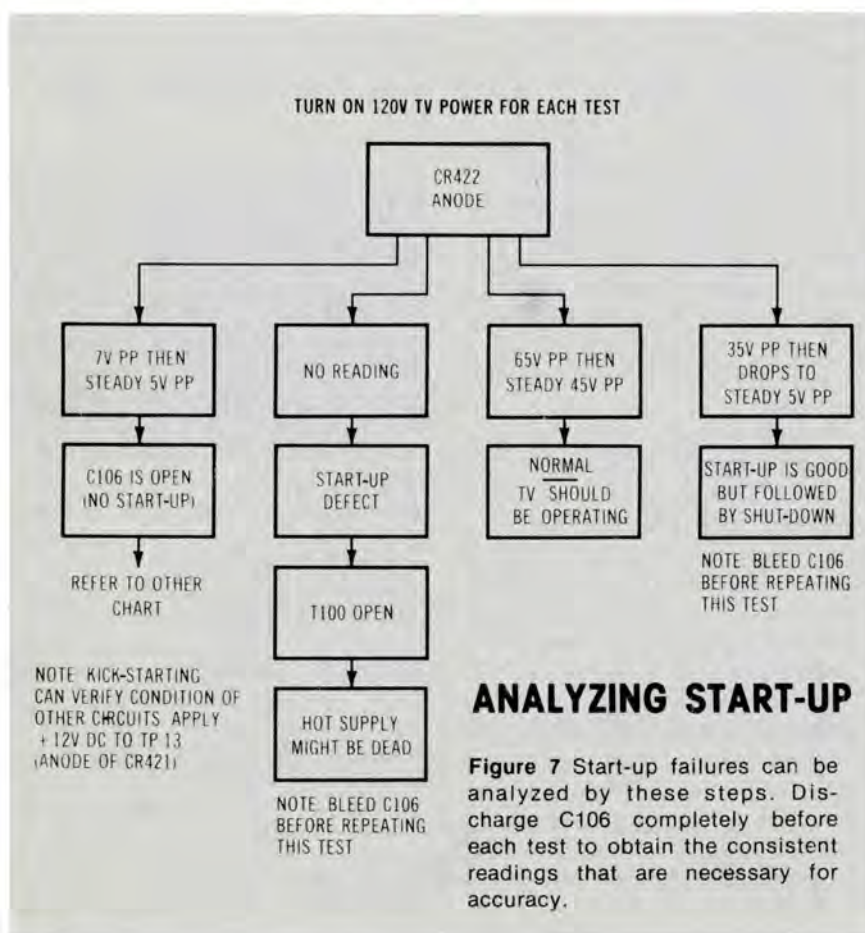 TURN ON 120V TV POWER FOR EACH TEST
CR422
ANODE
7V PP THEN
STEADY 5V PP
C106 IS OPEN
(NO START-UP)
REFER TO OTHER
CHART
NOTE KICK-STARTING
CAN VERIFY CONDITION OF
OTHER CIRCUITS APPLY
+ 12V DC TO TP 13
(ANODE OF CR421)
NO READING
START-UP
DEFECT
T100 OPEN
HOT SUPPLY
MIGHT BE DEAD
NOTE BLEED C106
BEFORE REPEATING
THIS TEST
65V PP THEN
STEADY 45V PP
NORMAL
TV SHOULD
BE OPERATING
35V PP THEN
DROPS TO
STEADY 5V PP
START-UP IS GOOD
BUT FOLLOWED
BY SHUT-DOWN
NOTE BLEED C106
BEFORE REPEATING
THIS TEST
ANALYZING START-UP
Figure 7 Start-up failures can be
analyzed by these steps. Dis-
charge C106 completely before
each test to obtain the consistent
readings that are necessary for
accuracy.